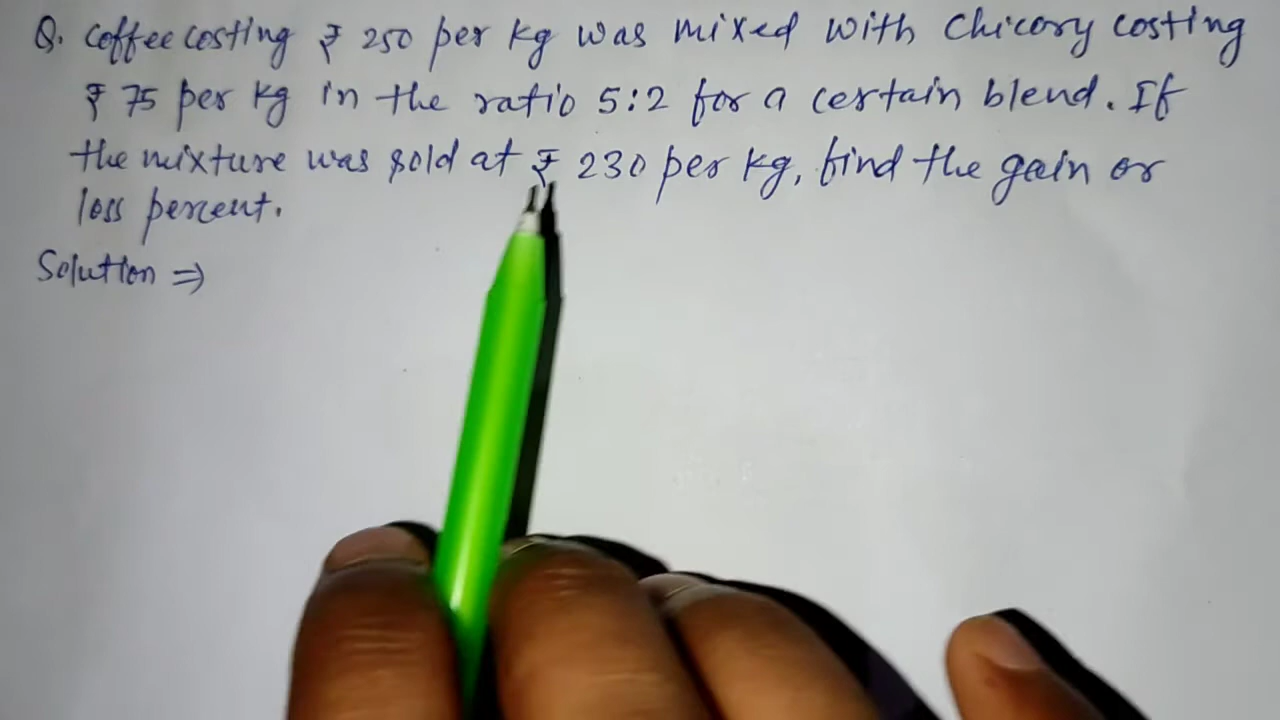 Q. Coffee costing ₹ 250 per kg was mixed with chicory costing
₹ 75 per kg in the ratio 5:2 for a certain blend. If
the mixture was sold at ₹ 230 per kg, find the gain or
loss percent.
Solution ⇒